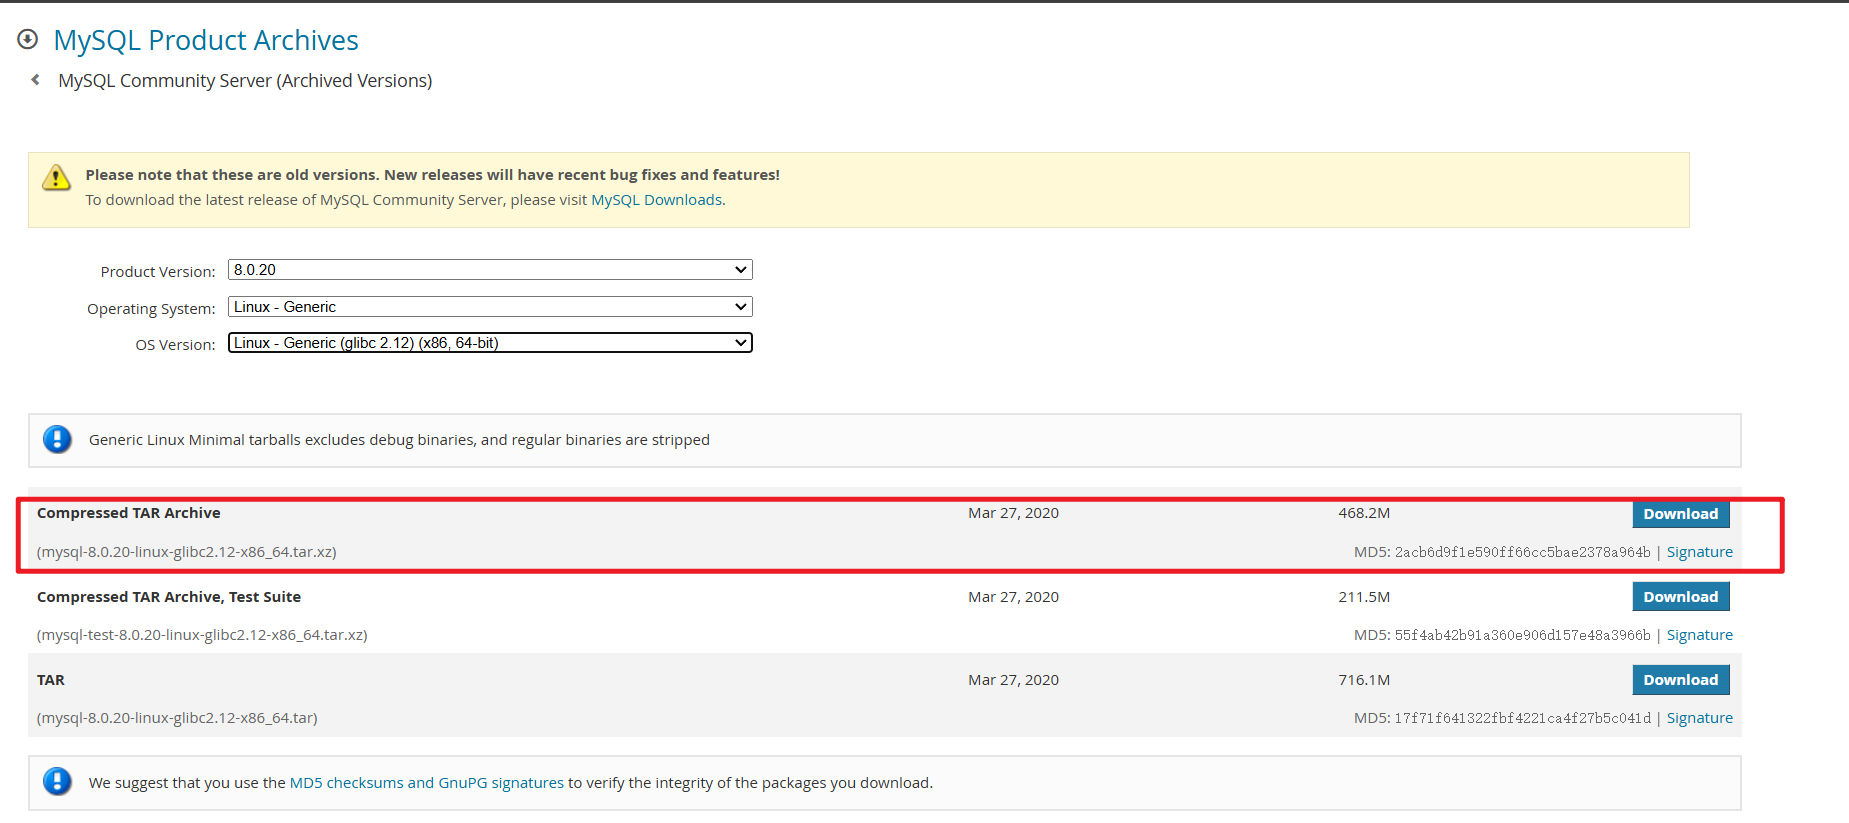 MySQL Product Archives
MySQL Community Server (Archived Versions)
Please note that these are old versions. New releases will have recent bug fixes and features!
To download the latest release of MySQL Community Server, please visit MySQL Downloads.
Product Version: 8.0.20
Operating System: Linux - Generic
OS Version: Linux - Generic (glibc 2.12) (x86, 64-bit)
Generic Linux Minimal tarballs excludes debug binaries, and regular binaries are stripped
Compressed TAR Archive Mar 27, 2020 468.2M Download
(mysql-8.0.20-linux-glibc2.12-x86_64.tar.xz) MD5: 2acb6d9f1e590ff66cc5bae2378a964b | Signature
Compressed TAR Archive, Test Suite Mar 27, 2020 211.5M Download
(mysql-test-8.0.20-linux-glibc2.12-x86_64.tar.xz) MD5: 55f4ab42b91a360e906d157e48a3966b | Signature
TAR Mar 27, 2020 716.1M Download
(mysql-8.0.20-linux-glibc2.12-x86_64.tar) MD5: 17f71f641322fbf4221ca4f27b5c041d | Signature
We suggest that you use the MD5 checksums and GnuPG signatures to verify the integrity of the packages you download.